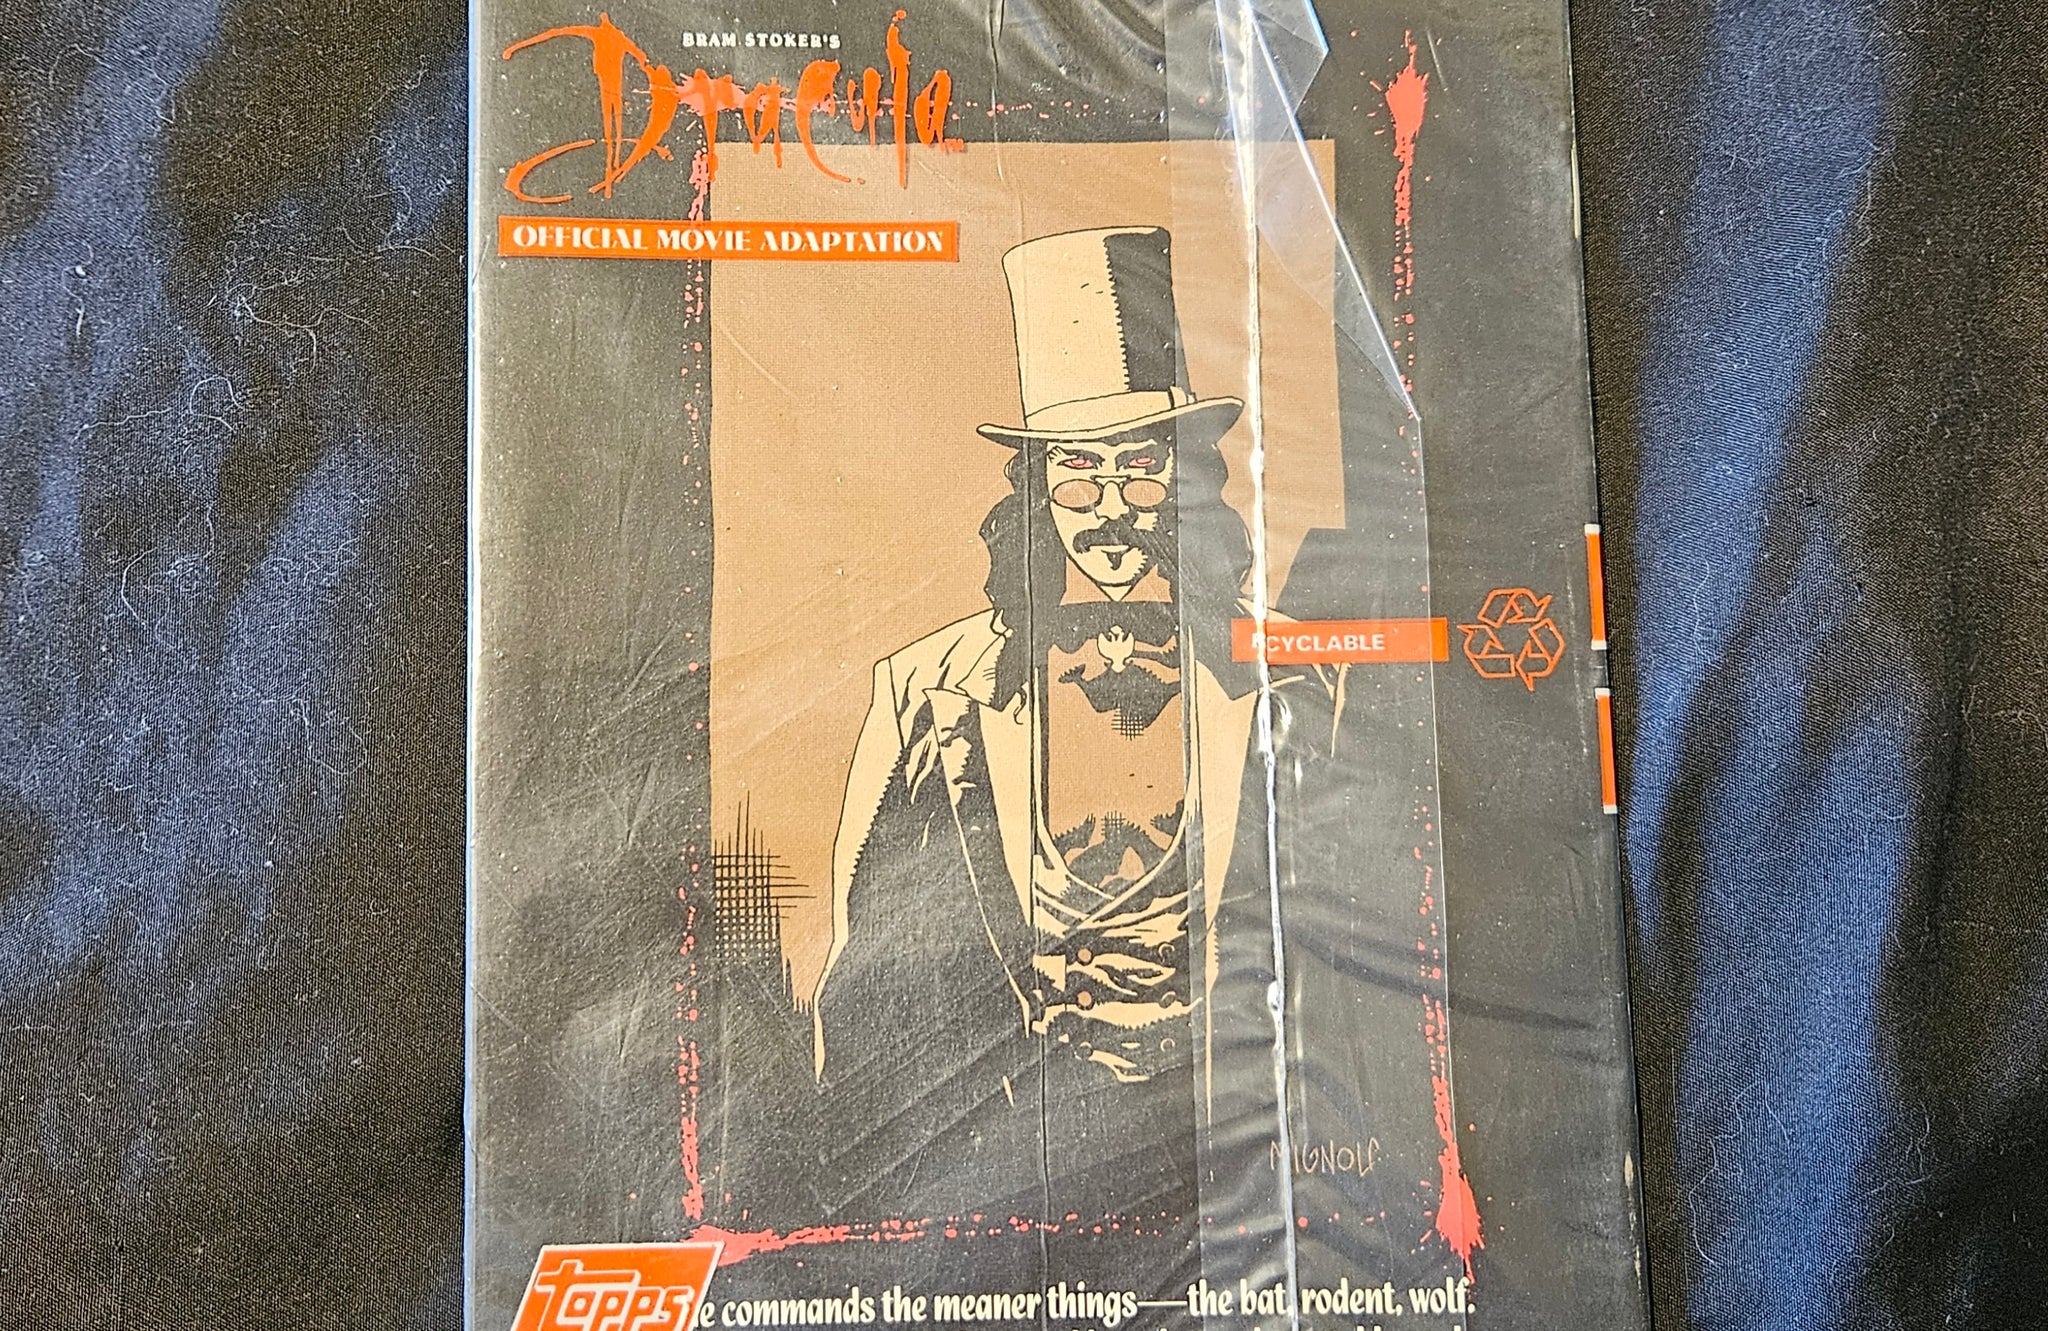 BRAM STOKER'S
Dracula
OFFICIAL MOVIE ADAPTATION
CYCLABLE
MIGNOLA
TOPPS
e commands the meaner things—the bat, rodent, wolf.